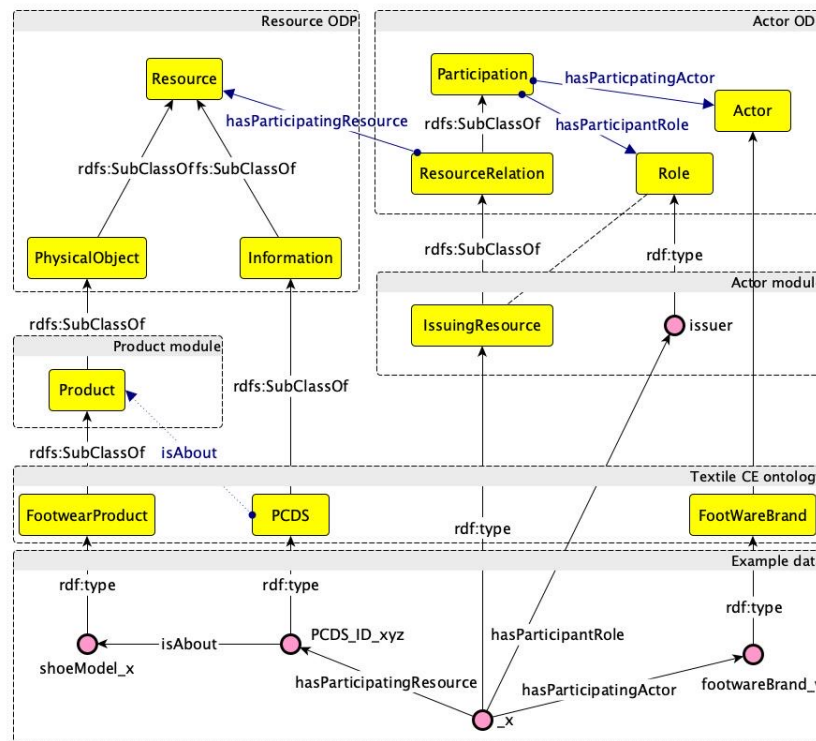 Resource ODP
Actor OD
Resource
Participation
hasParticpatingActor
Actor
hasParticipatingResource
rdfs:SubClassOf
hasParticipantRole
rdfs:SubClassOf
fs:SubClassOf
ResourceRelation
Role
PhysicalObject
Information
rdfs:SubClassOf
rdf:type
Actor modul
rdfs:SubClassOf
IssuingResource
issuer
Product module
Product
rdfs:SubClassOf
rdfs:SubClassOf
isAbout
Textile CE ontolog
FootwearProduct
PCDS
FootWareBrand
rdf:type
Example dat
rdf:type
rdf:type
rdf:type
isAbout
PCDS_ID_xyz
hasParticipantRole
shoeModel_x
hasParticipatingResource
hasParticipatingActor
footwareBrand_
_x